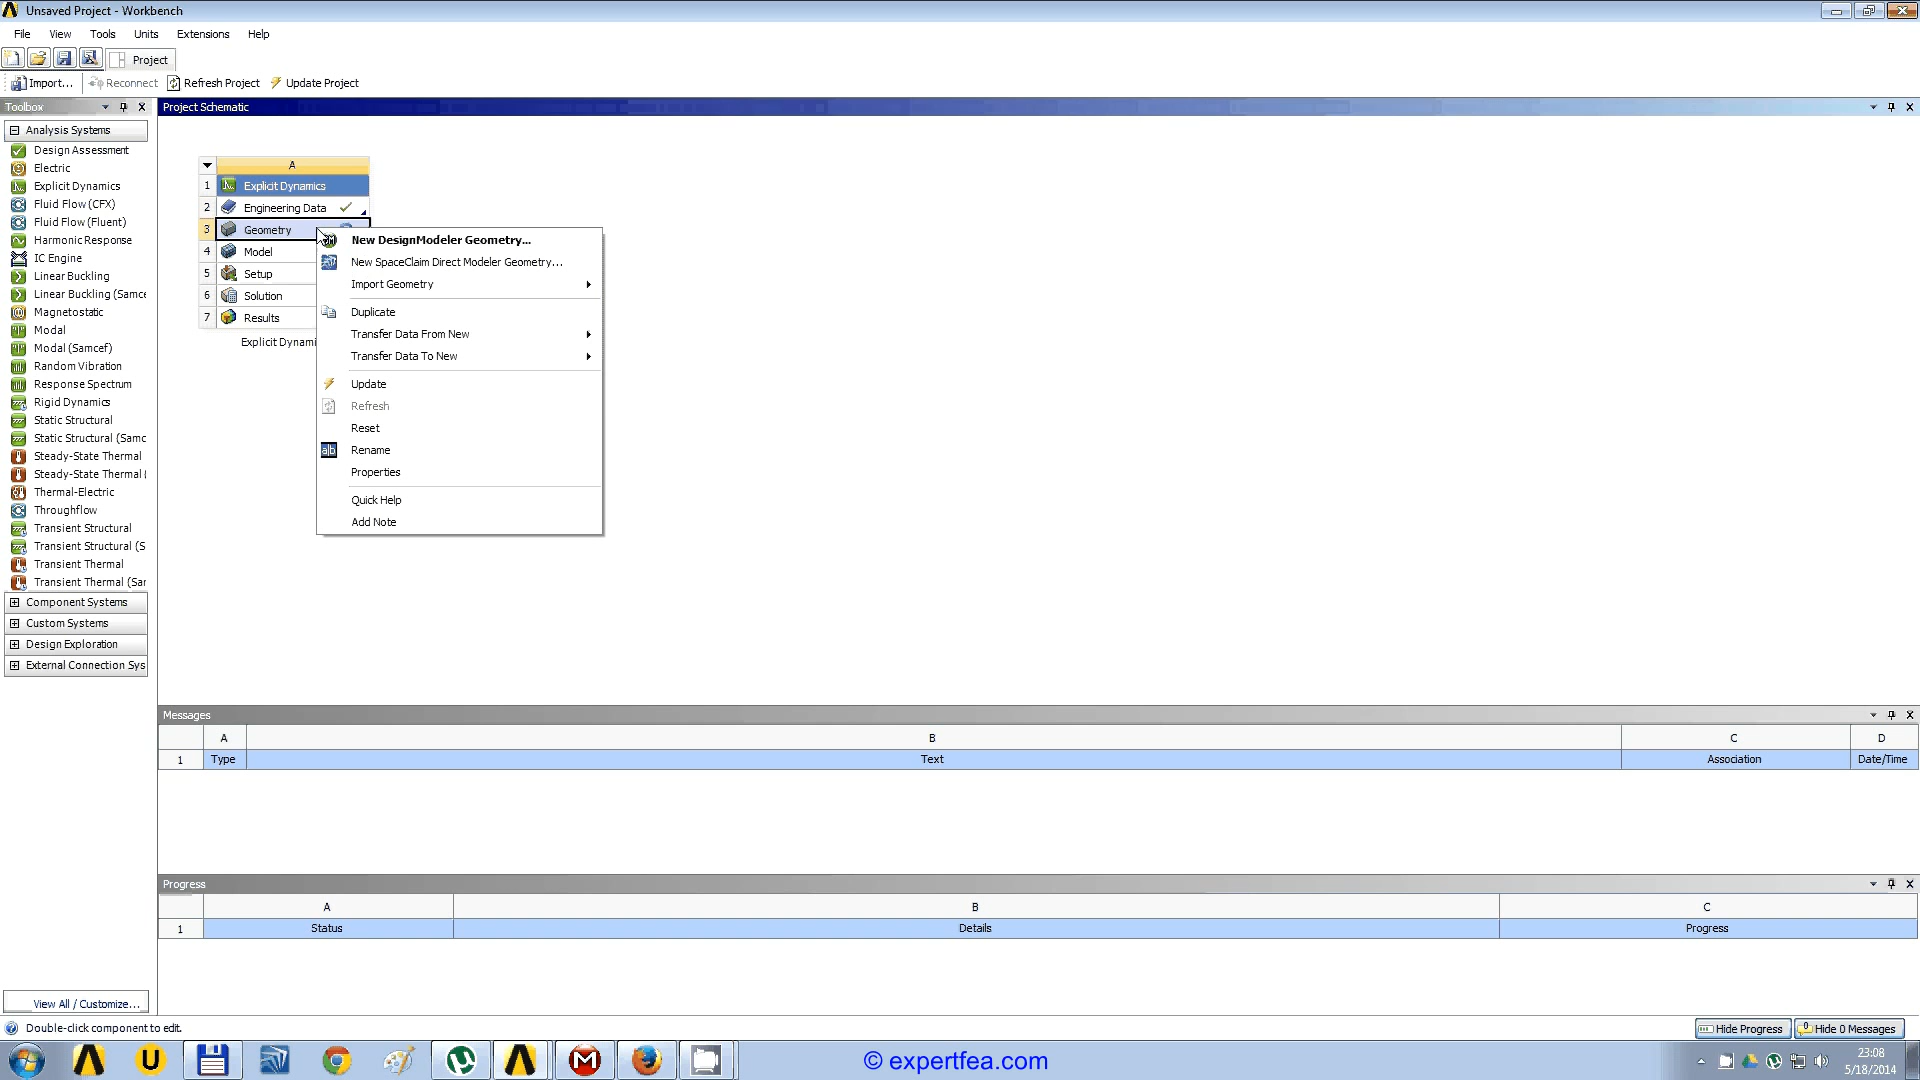 Unsaved Project - Workbench
File View Tools Units Extensions Help
Project
Import... Reconnect Refresh Project Update Project
Toolbox
Project Schematic
Analysis Systems
Design Assessment
Electric
Explicit Dynamics
Fluid Flow (CFX)
Fluid Flow (Fluent)
Harmonic Response
IC Engine
Linear Buckling
Linear Buckling (Samce
Magnetostatic
Modal
Modal (Samcef)
Random Vibration
Response Spectrum
Rigid Dynamics
Static Structural
Static Structural (Samc
Steady-State Thermal
Steady-State Thermal (
Thermal-Electric
Throughflow
Transient Structural
Transient Structural (S
Transient Thermal
Transient Thermal (Sar
Component Systems
Custom Systems
Design Exploration
External Connection Sys
View All / Customize...
A
1 Explicit Dynamics
2 Engineering Data
3 Geometry
4 Model
5 Setup
6 Solution
7 Results
Explicit Dynami
New DesignModeler Geometry...
New SpaceClaim Direct Modeler Geometry...
Import Geometry
Duplicate
Transfer Data From New
Transfer Data To New
Update
Refresh
Reset
a|b Rename
Properties
Quick Help
Add Note
Messages
A B C D
1 Type Text Association Date/Time
Progress
A B C
1 Status Details Progress
Double-click component to edit.
Hide Progress Hide 0 Messages
© expertfea.com
23:08
5/18/2014